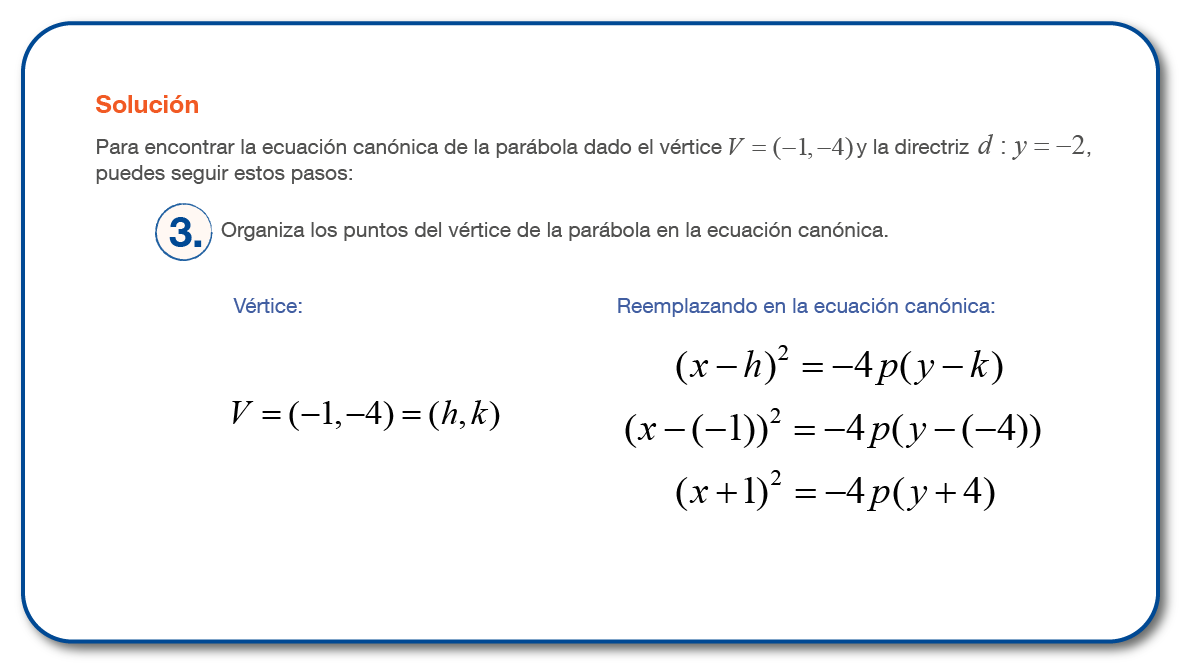 Solución
Para encontrar la ecuación canónica de la parábola dado el vértice V = (−1, −4) y la directriz d : y = −2,
puedes seguir estos pasos:
3. Organiza los puntos del vértice de la parábola en la ecuación canónica.
Vértice:
V = (−1, −4) = (h, k)
Reemplazando en la ecuación canónica:
(x − h)² = −4p(y − k)
(x − (−1))² = −4p(y − (−4))
(x + 1)² = −4p(y + 4)